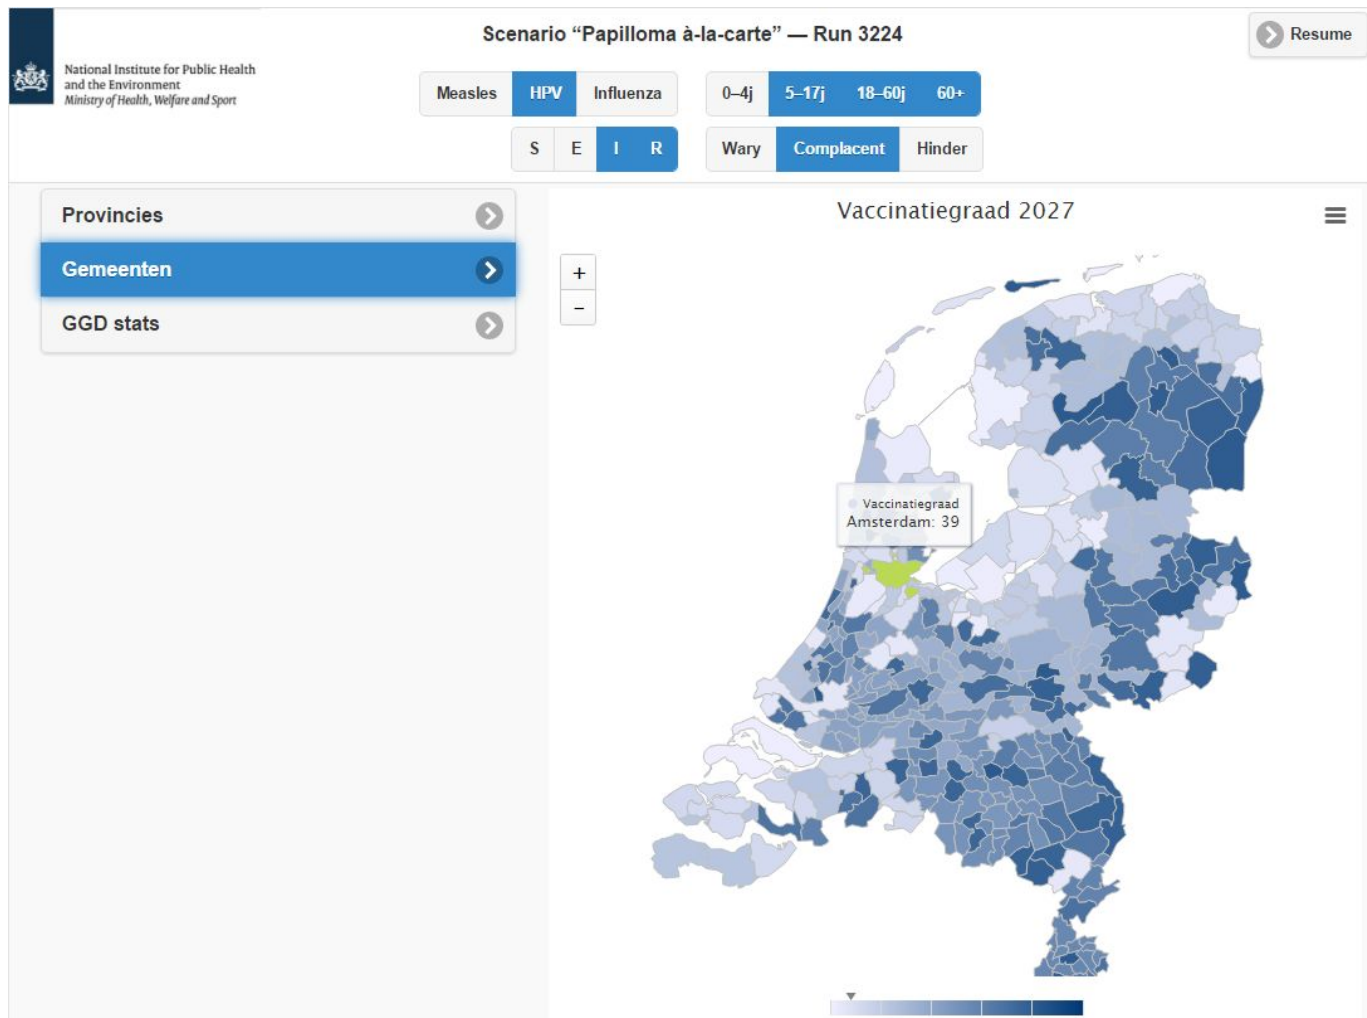 Scenario “Papilloma à-la-carte” — Run 3224
Resume
National Institute for Public Health
and the Environment
Ministry of Health, Welfare and Sport
Measles HPV Influenza
0–4j 5–17j 18–60j 60+
S E I R
Wary Complacent Hinder
Provincies
Gemeenten
GGD stats
Vaccinatiegraad 2027
+
−
Vaccinatiegraad
Amsterdam: 39